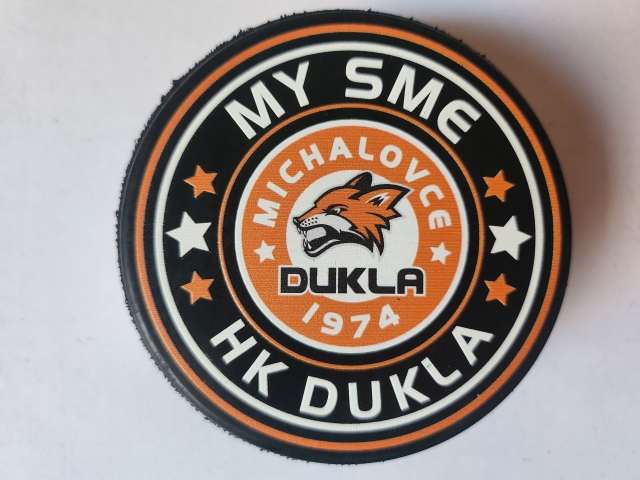 MY SME
MICHALOVCE
DUKLA
1974
HK DUKLA